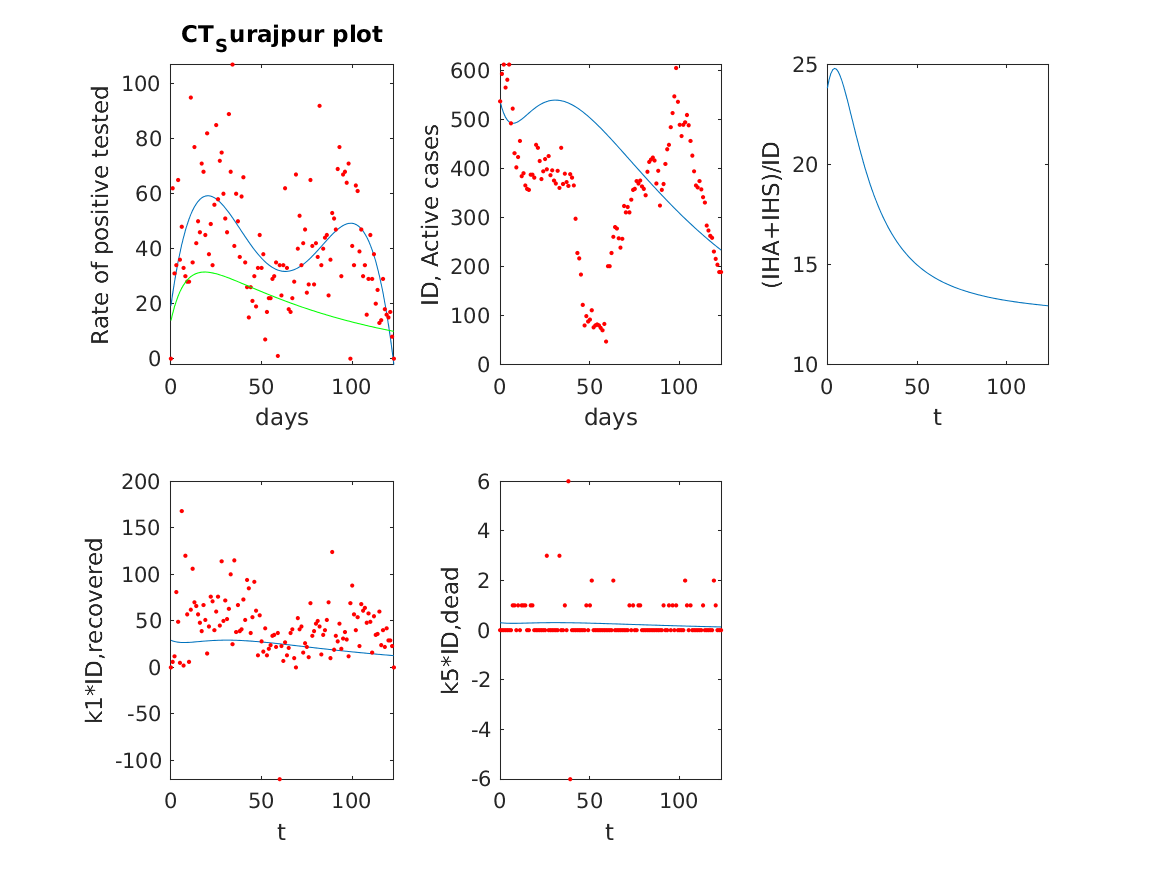 CT_Surajpur plot
Rate of positive tested
100
80
60
40
20
0
0 50 100
days
ID, Active cases
600
500
400
300
200
100
0
0 50 100
days
(IHA+IHS)/ID
25
20
15
10
0 50 100
t
k1*ID,recovered
200
150
100
50
0
-50
-100
0 50 100
t
k5*ID,dead
6
4
2
0
-2
-4
-6
0 50 100
t